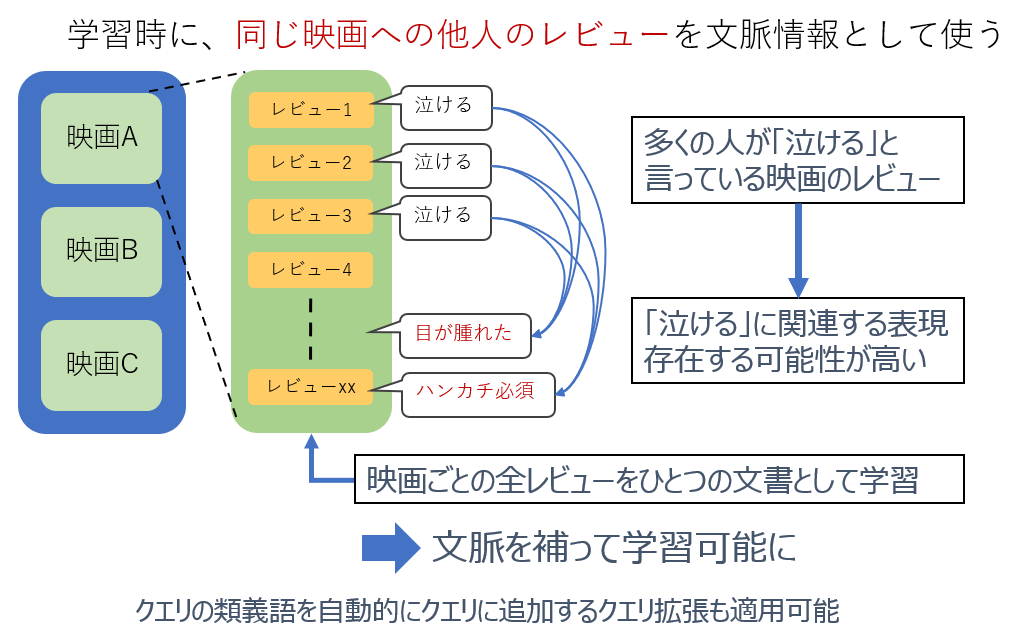 学習時に、同じ映画への他人のレビューを文脈情報として使う
映画A
映画B
映画C
レビュー1
泣ける
レビュー2
泣ける
レビュー3
泣ける
レビュー4
目が腫れた
レビューxx
ハンカチ必須
多くの人が「泣ける」と
言っている映画のレビュー
「泣ける」に関連する表現
存在する可能性が高い
映画ごとの全レビューをひとつの文書として学習
文脈を補って学習可能に
クエリの類義語を自動的にクエリに追加するクエリ拡張も適用可能